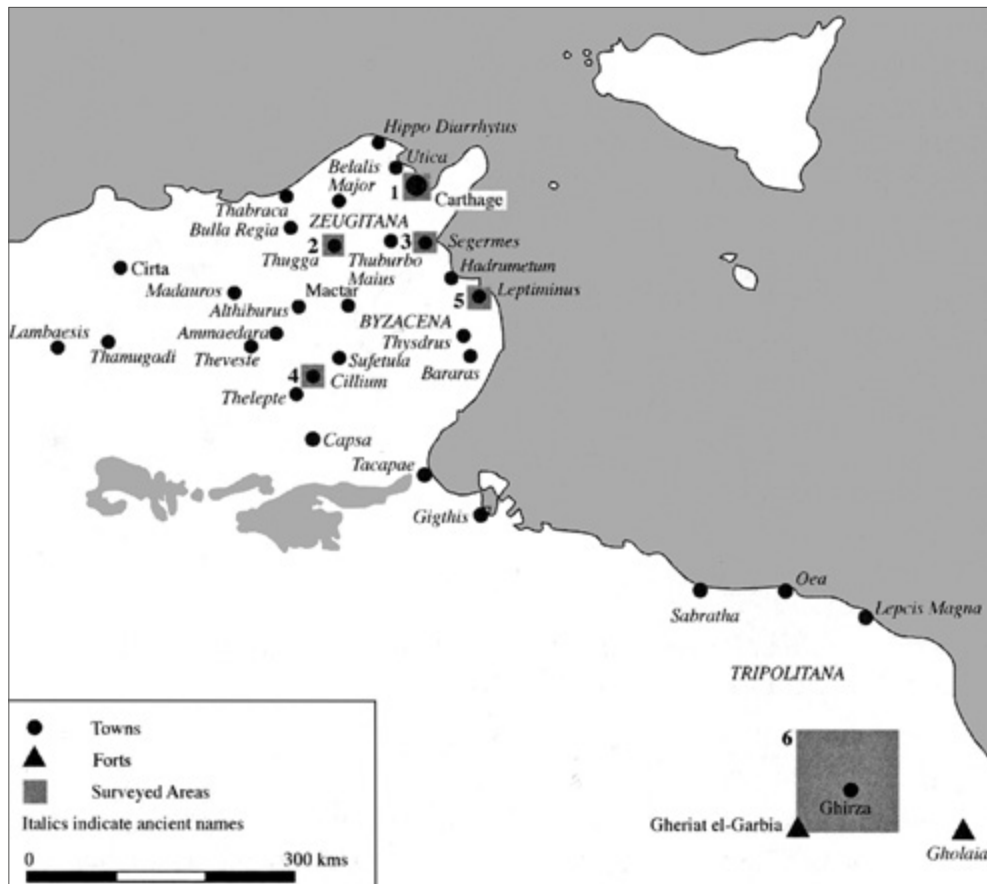 Hippo Diarrhytus
Utica
Belalis
Major
1
Carthage
Thabraca
Bulla Regia
ZEUGITANA
2
Thugga
Thuburbo
Maius
3
Segermes
Cirta
Hadrumetum
Madauros
Mactar
5
Leptiminus
Althiburus
BYZACENA
Lambaesis
Ammaedara
Thysdrus
Thamugadi
Theveste
Sufetula
Bararas
4
Cillium
Thelepte
Capsa
Tacapae
Gigthis
Oea
Sabratha
Lepcis Magna
TRIPOLITANA
6
Ghirza
Gheriat el-Garbia
Gholaia
Towns
Forts
Surveyed Areas
Italics indicate ancient names
0 300 kms